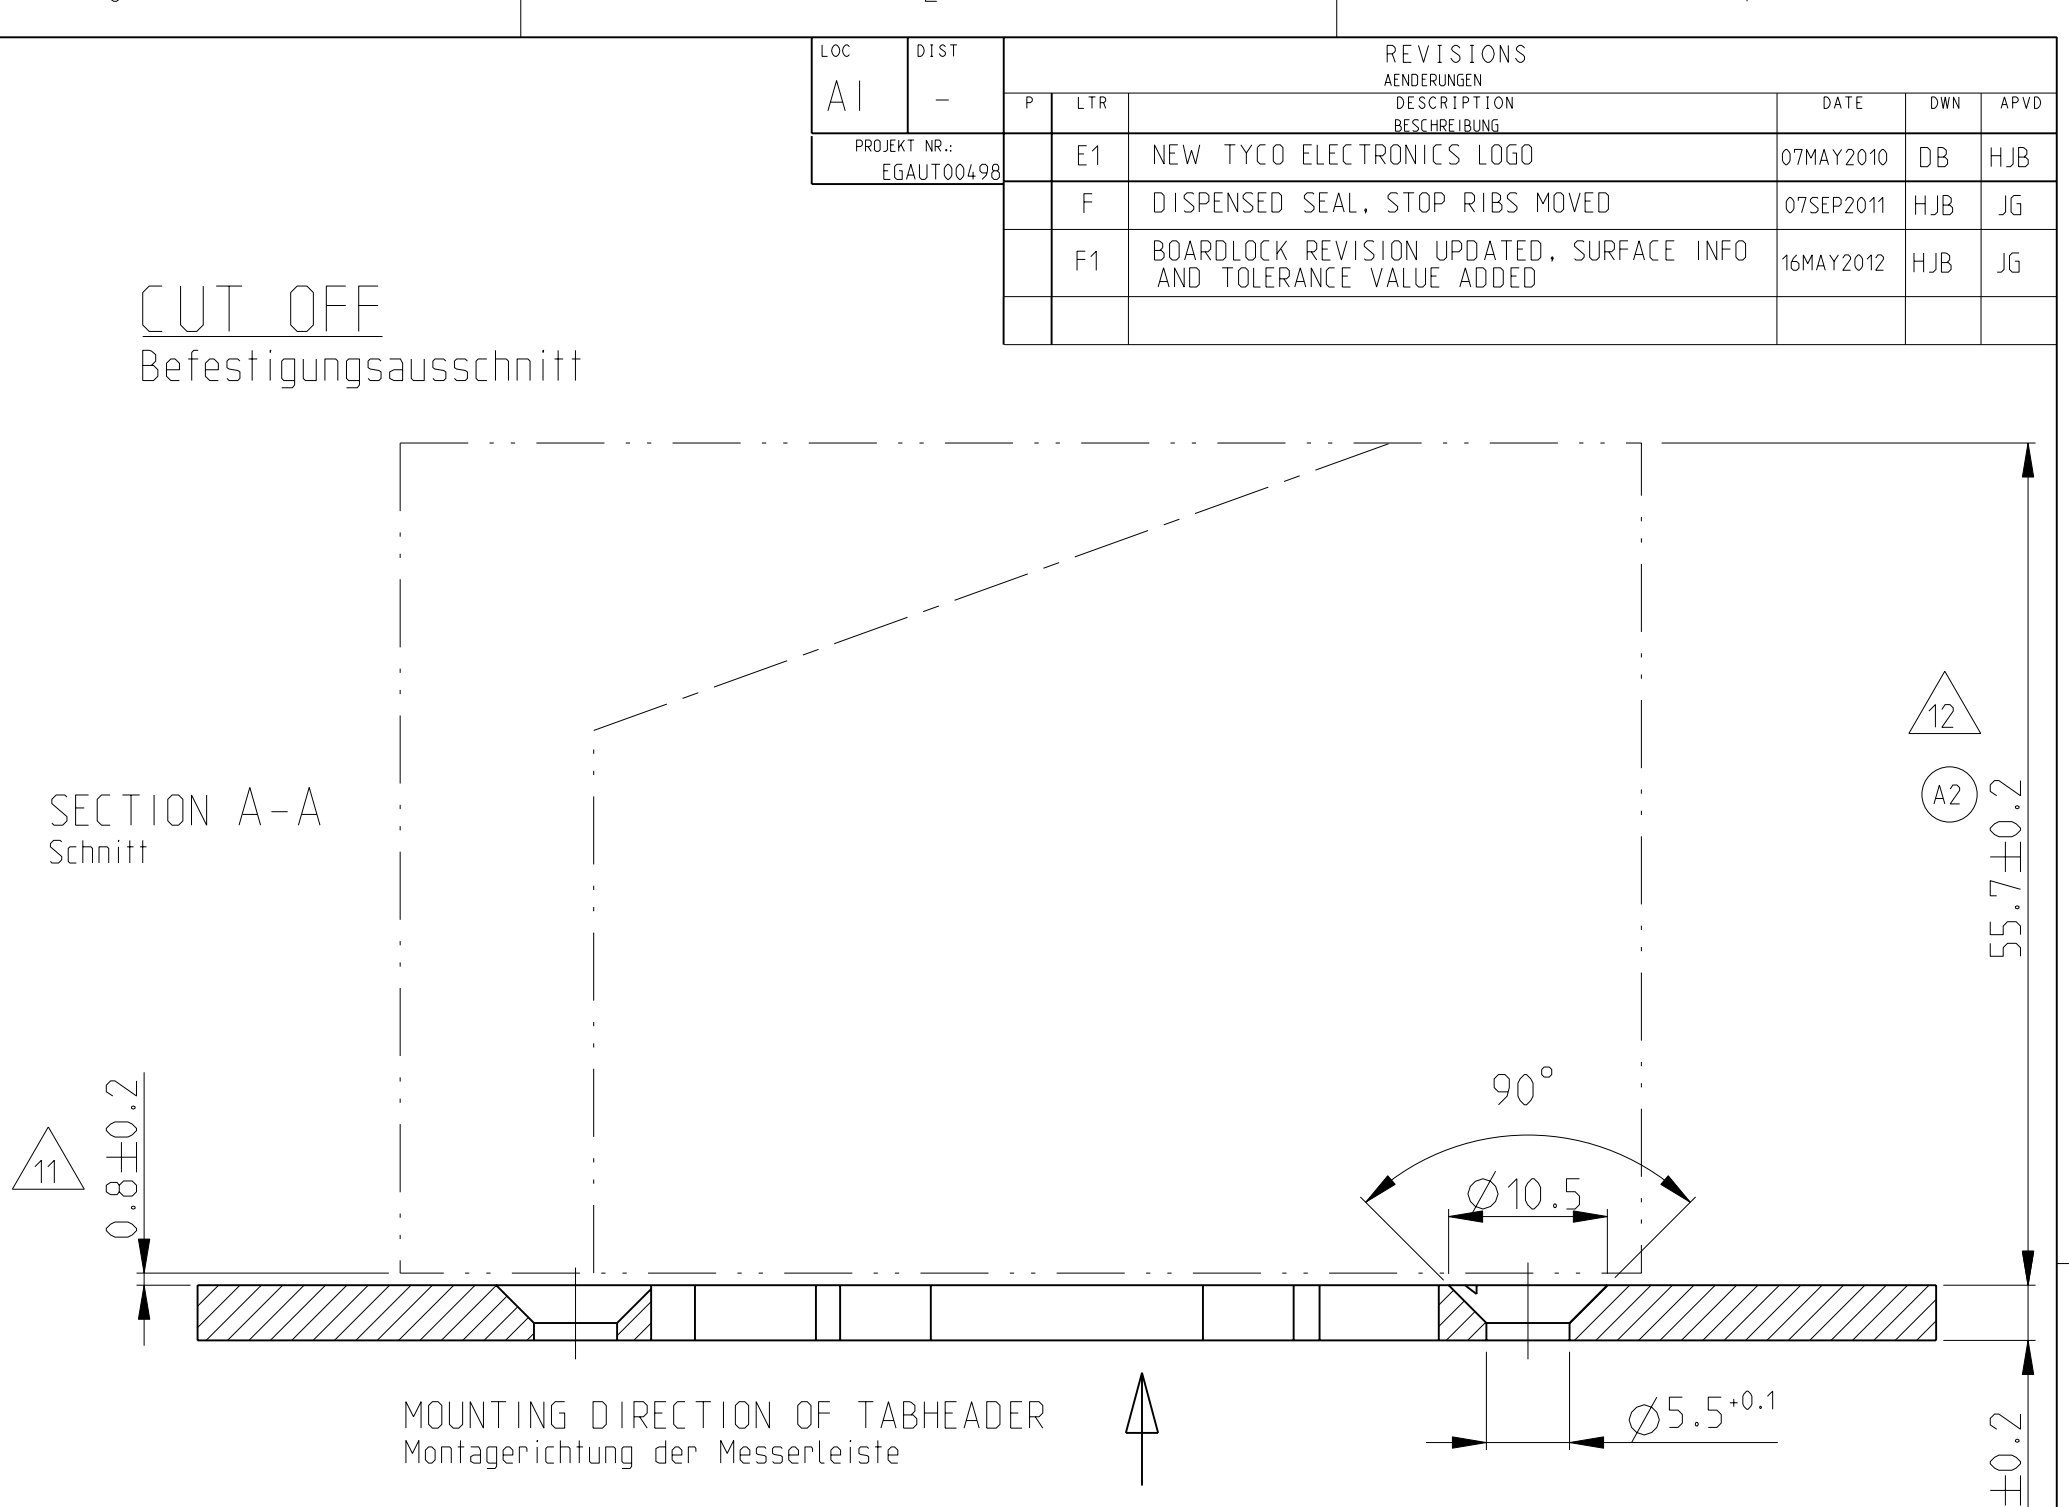 LOC
DIST
REVISIONS
AENDERUNGEN
AI
-
P
LTR
DESCRIPTION
BESCHREIBUNG
DATE
DWN
APVD
PROJEKT NR.:
EGAUT00498
E1
NEW TYCO ELECTRONICS LOGO
07MAY2010
DB
HJB
F
DISPENSED SEAL, STOP RIBS MOVED
07SEP2011
HJB
JG
F1
BOARDLOCK REVISION UPDATED, SURFACE INFO
AND TOLERANCE VALUE ADDED
16MAY2012
HJB
JG
CUT OFF
Befestigungsausschnitt
12
A2
55.7±0.2
SECTION A-A
Schnitt
11
0.8±0.2
90°
Ø10.5
MOUNTING DIRECTION OF TABHEADER
Montagerichtung der Messerleiste
Ø5.5+0.1
±0.2